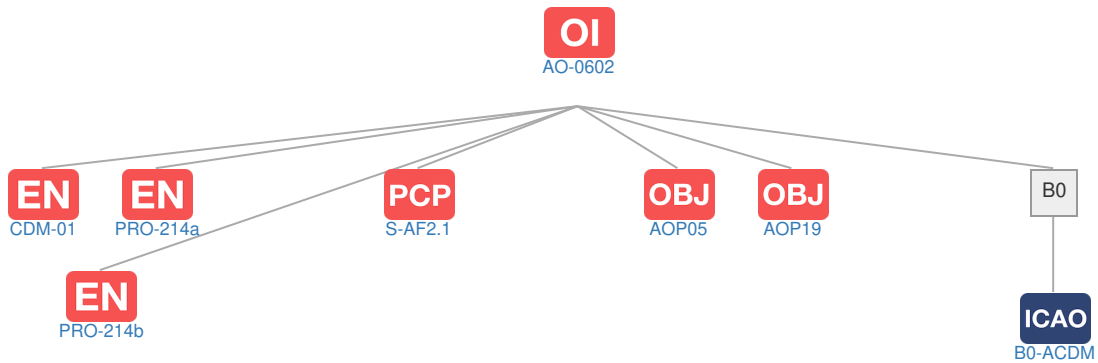 OI
AO-0602
EN
CDM-01
EN
PRO-214a
PCP
S-AF2.1
OBJ
AOP05
OBJ
AOP19
B0
EN
PRO-214b
ICAO
B0-ACDM